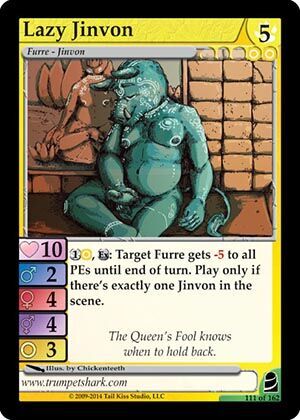 Lazy Jinvon
5
Furre - Jinvon
10
2
4
4
3
1 , E : Target Furre gets -5 to all
PEs until end of turn. Play only if
there's exactly one Jinvon in the
scene.
The Queen's Fool knows
when to hold back.
Illus. by Chickenteeth
www.trumpetshark.com
©2009-2014 Tail Kiss Studio, LLC
111 of 162